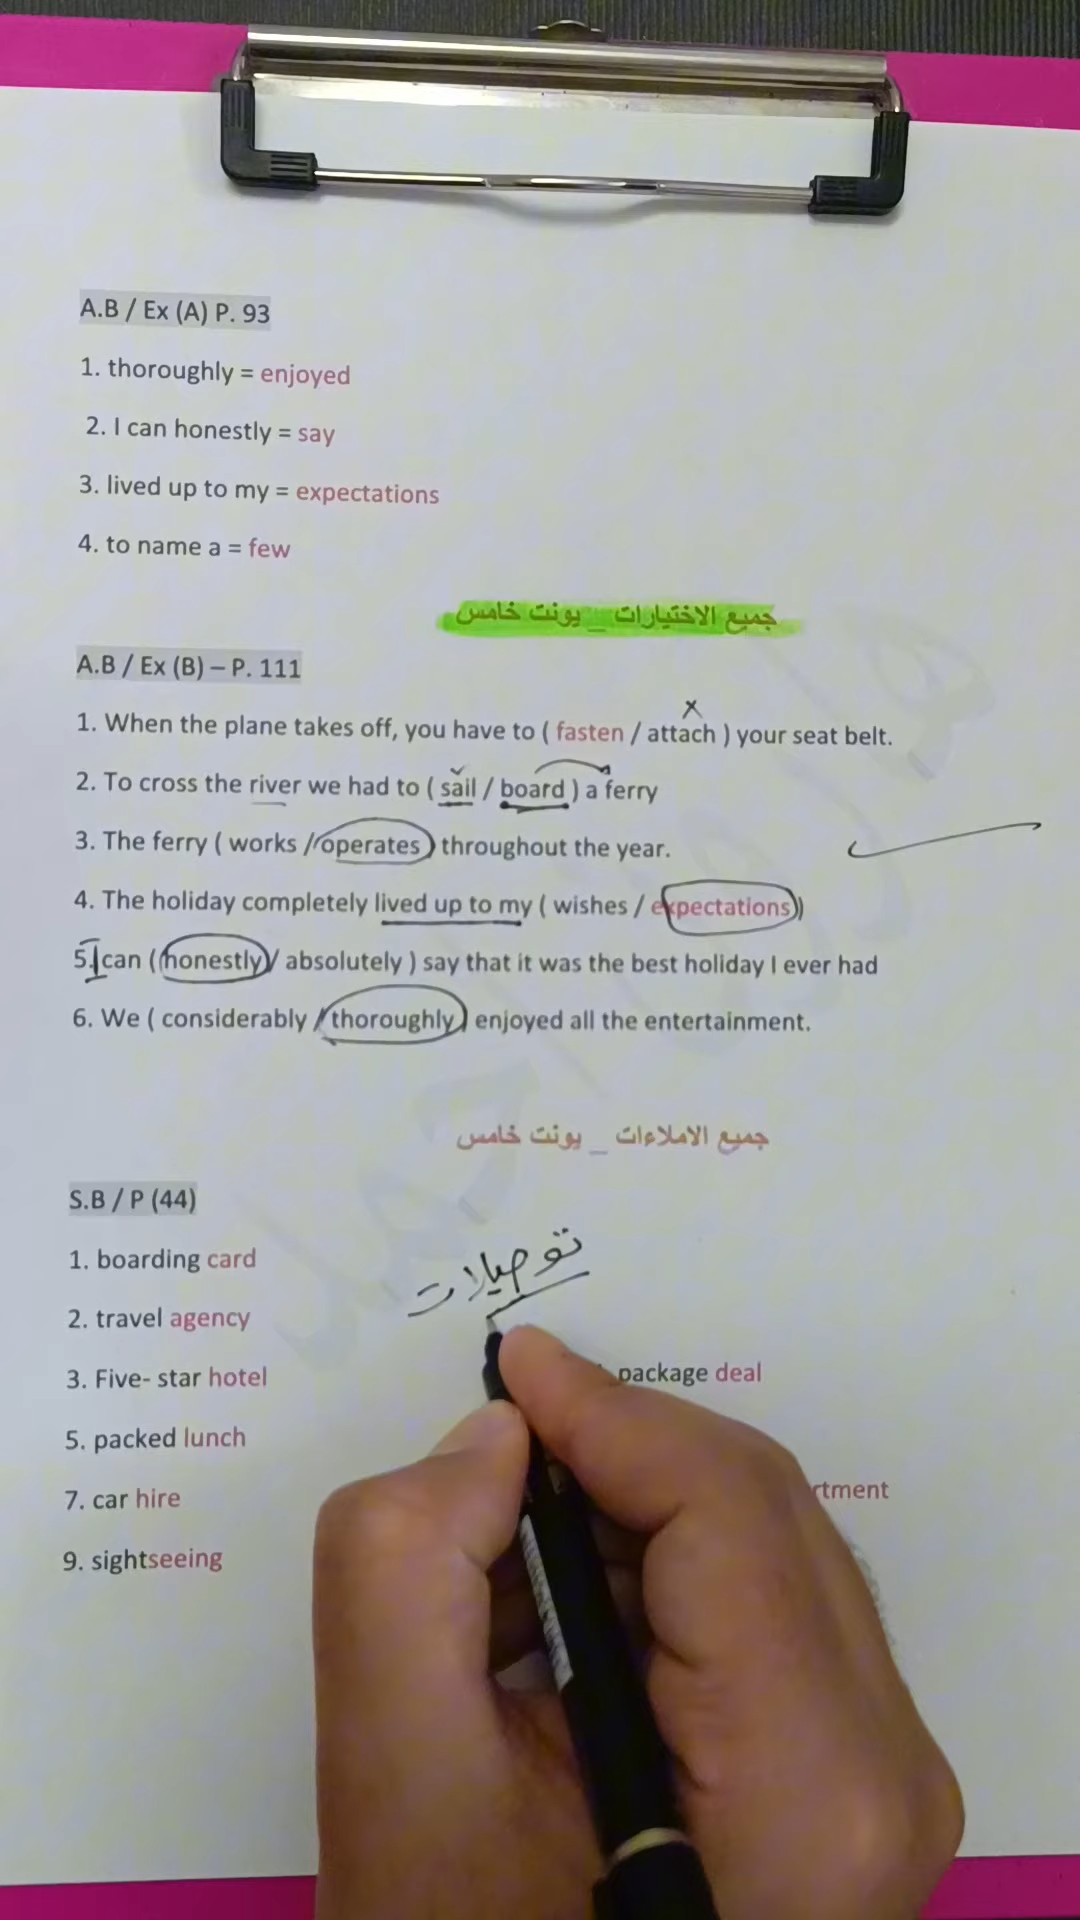 A.B / Ex (A) P. 93
1. thoroughly = enjoyed
2. I can honestly = say
3. lived up to my = expectations
4. to name a = few
جميع الاختيارات _ يونت خامس
A.B / Ex (B) – P. 111
1. When the plane takes off, you have to ( fasten / attach ) your seat belt.
2. To cross the river we had to ( sail / board ) a ferry
3. The ferry ( works / operates ) throughout the year.
4. The holiday completely lived up to my ( wishes / expectations )
5. I can ( honestly / absolutely ) say that it was the best holiday I ever had
6. We ( considerably / thoroughly ) enjoyed all the entertainment.
جميع الاملاءات _ يونت خامس
S.B / P (44)
1. boarding card
توصيلات
2. travel agency
3. Five- star hotel
package deal
5. packed lunch
7. car hire
rtment
9. sightseeing